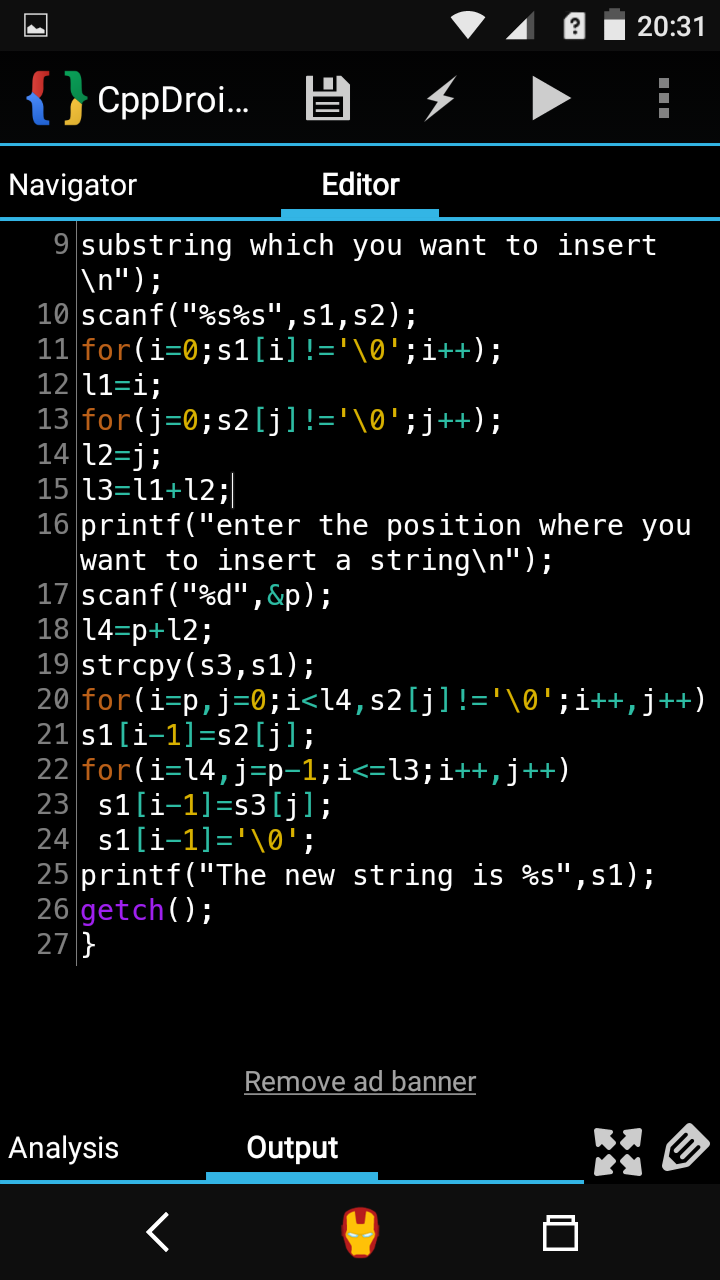 20:31
CppDroi...
Navigator
Editor
9 substring which you want to insert
\n");
10 scanf("%s%s",s1,s2);
11 for(i=0;s1[i]!='\0';i++);
12 l1=i;
13 for(j=0;s2[j]!='\0';j++);
14 l2=j;
15 l3=l1+l2;
16 printf("enter the position where you
want to insert a string\n");
17 scanf("%d",&p);
18 l4=p+l2;
19 strcpy(s3,s1);
20 for(i=p,j=0;i<l4,s2[j]!='\0';i++,j++)
21 s1[i-1]=s2[j];
22 for(i=l4,j=p-1;i<=l3;i++,j++)
23 s1[i-1]=s3[j];
24 s1[i-1]='\0';
25 printf("The new string is %s",s1);
26 getch();
27 }
Remove ad banner
Analysis
Output